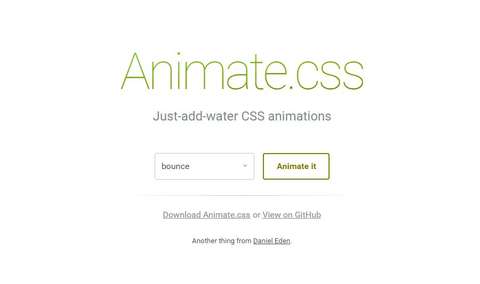 Animate.css
Just-add-water CSS animations
bounce
Animate it
Download Animate.css or View on GitHub
Another thing from Daniel Eden.